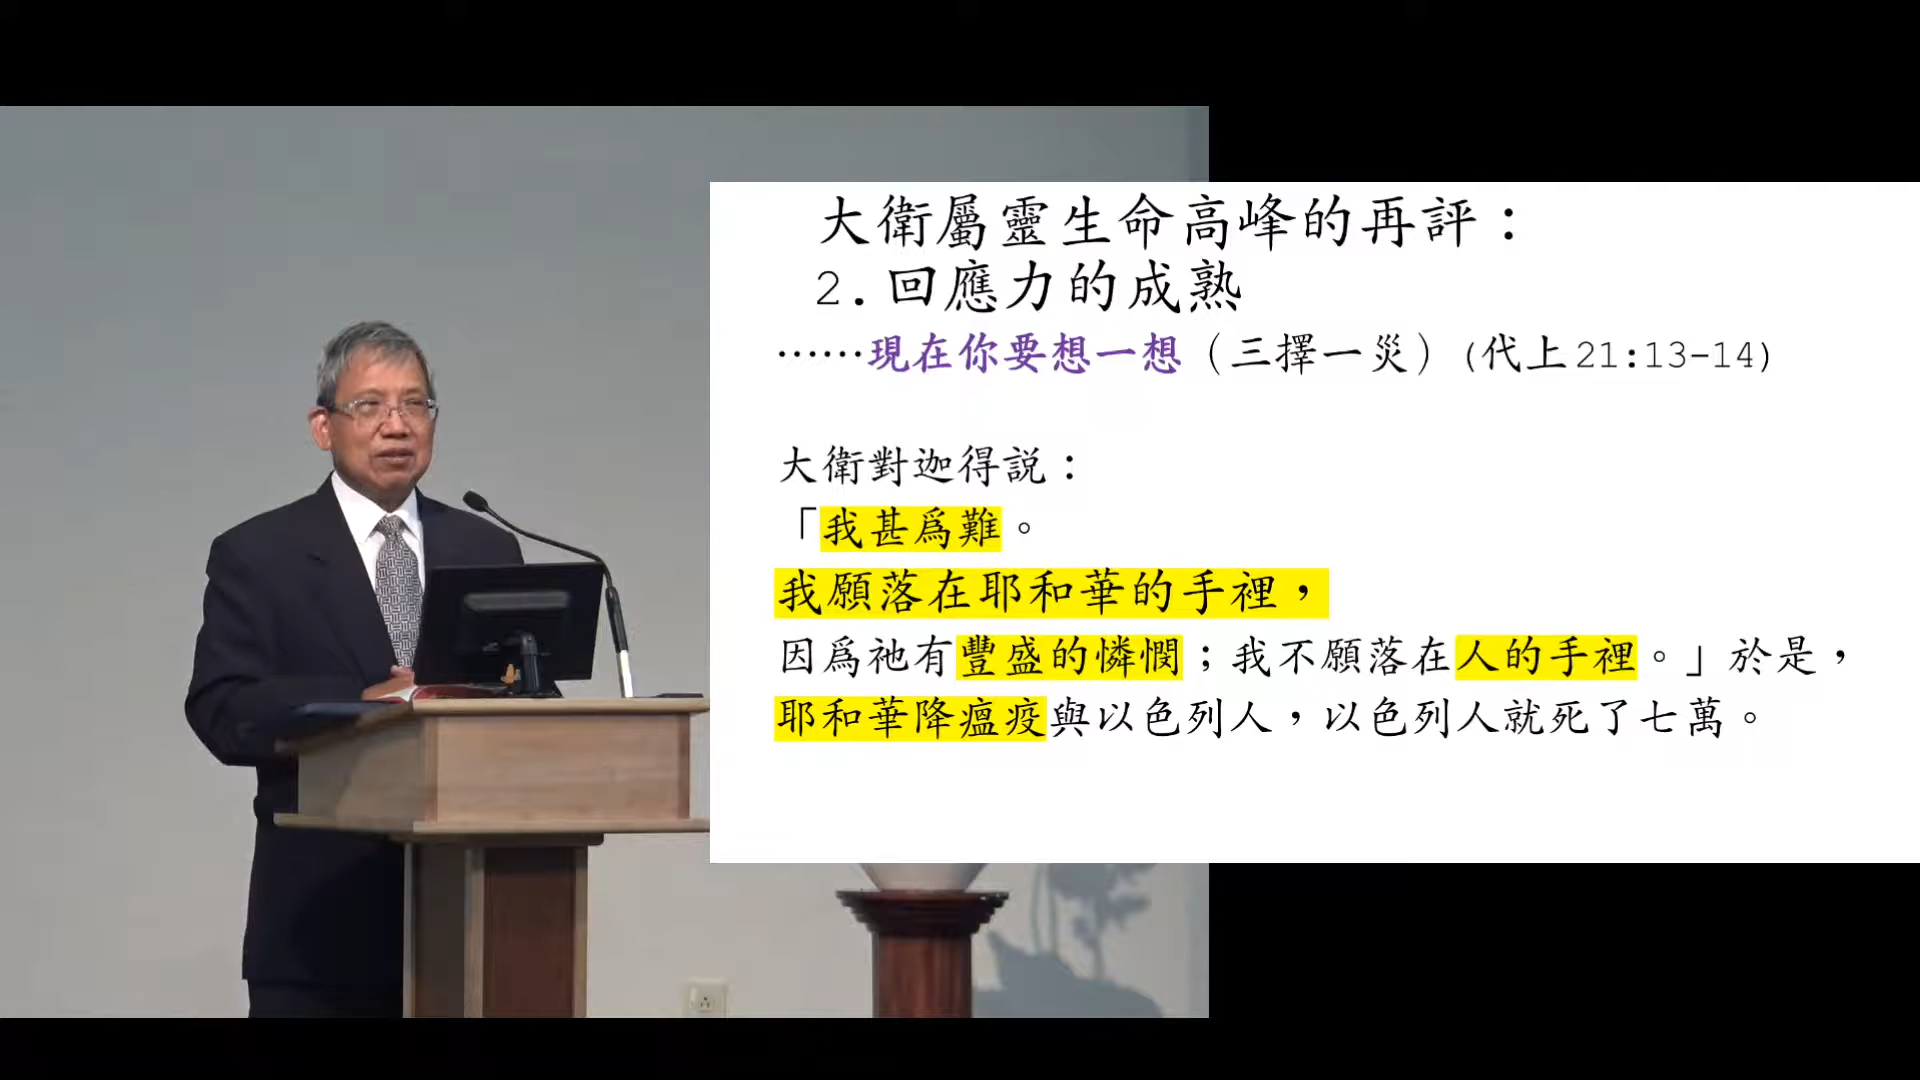 大衛屬靈生命高峰的再評：
2.回應力的成熟
……現在你要想一想（三擇一災）(代上21:13-14)
大衛對迦得説：
「我甚爲難。
我願落在耶和華的手裡，
因爲祂有豐盛的憐憫；我不願落在人的手裡。」於是，
耶和華降瘟疫與以色列人，以色列人就死了七萬。